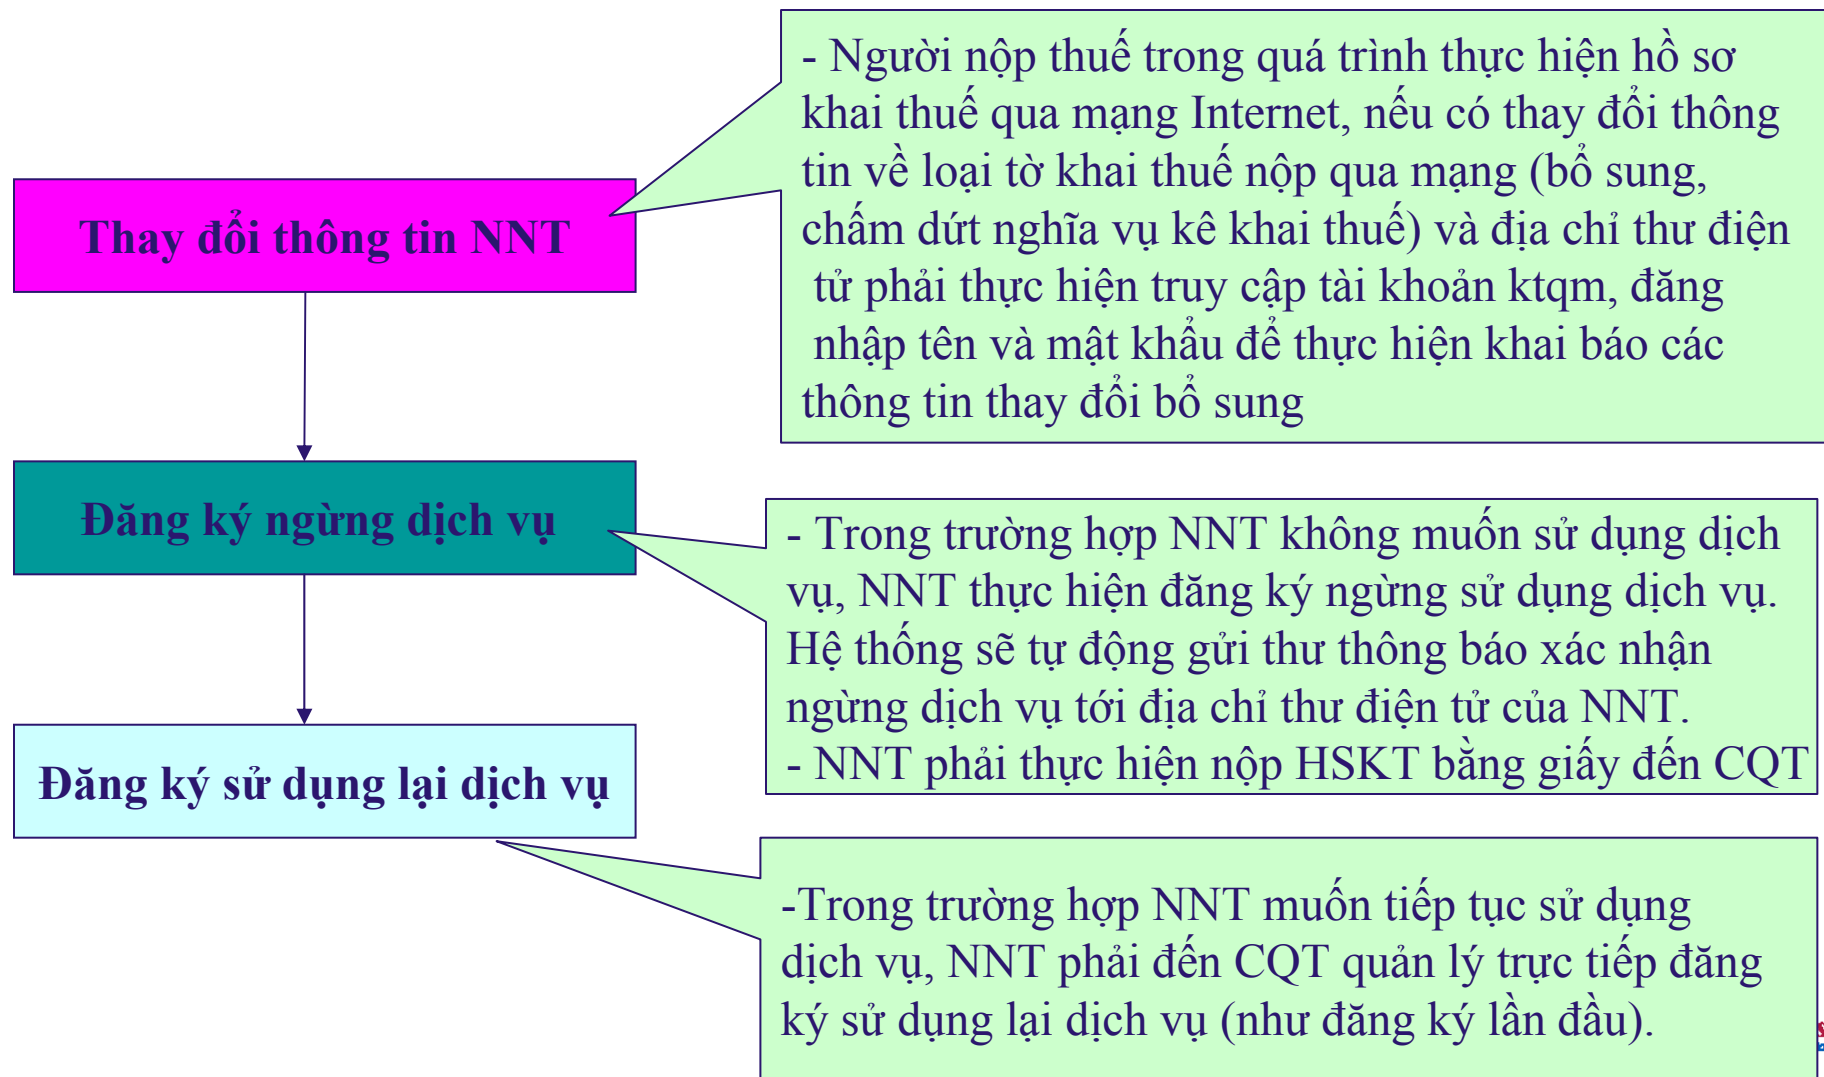 Thay đổi thông tin NNT
- Người nộp thuế trong quá trình thực hiện hồ sơ
khai thuế qua mạng Internet, nếu có thay đổi thông
tin về loại tờ khai thuế nộp qua mạng (bổ sung,
chấm dứt nghĩa vụ kê khai thuế) và địa chỉ thư điện
tử phải thực hiện truy cập tài khoản ktqm, đăng
nhập tên và mật khẩu để thực hiện khai báo các
thông tin thay đổi bổ sung
Đăng ký ngừng dịch vụ
- Trong trường hợp NNT không muốn sử dụng dịch
vụ, NNT thực hiện đăng ký ngừng sử dụng dịch vụ.
Hệ thống sẽ tự động gửi thư thông báo xác nhận
ngừng dịch vụ tới địa chỉ thư điện tử của NNT.
- NNT phải thực hiện nộp HSKT bằng giấy đến CQT
Đăng ký sử dụng lại dịch vụ
-Trong trường hợp NNT muốn tiếp tục sử dụng
dịch vụ, NNT phải đến CQT quản lý trực tiếp đăng
ký sử dụng lại dịch vụ (như đăng ký lần đầu).